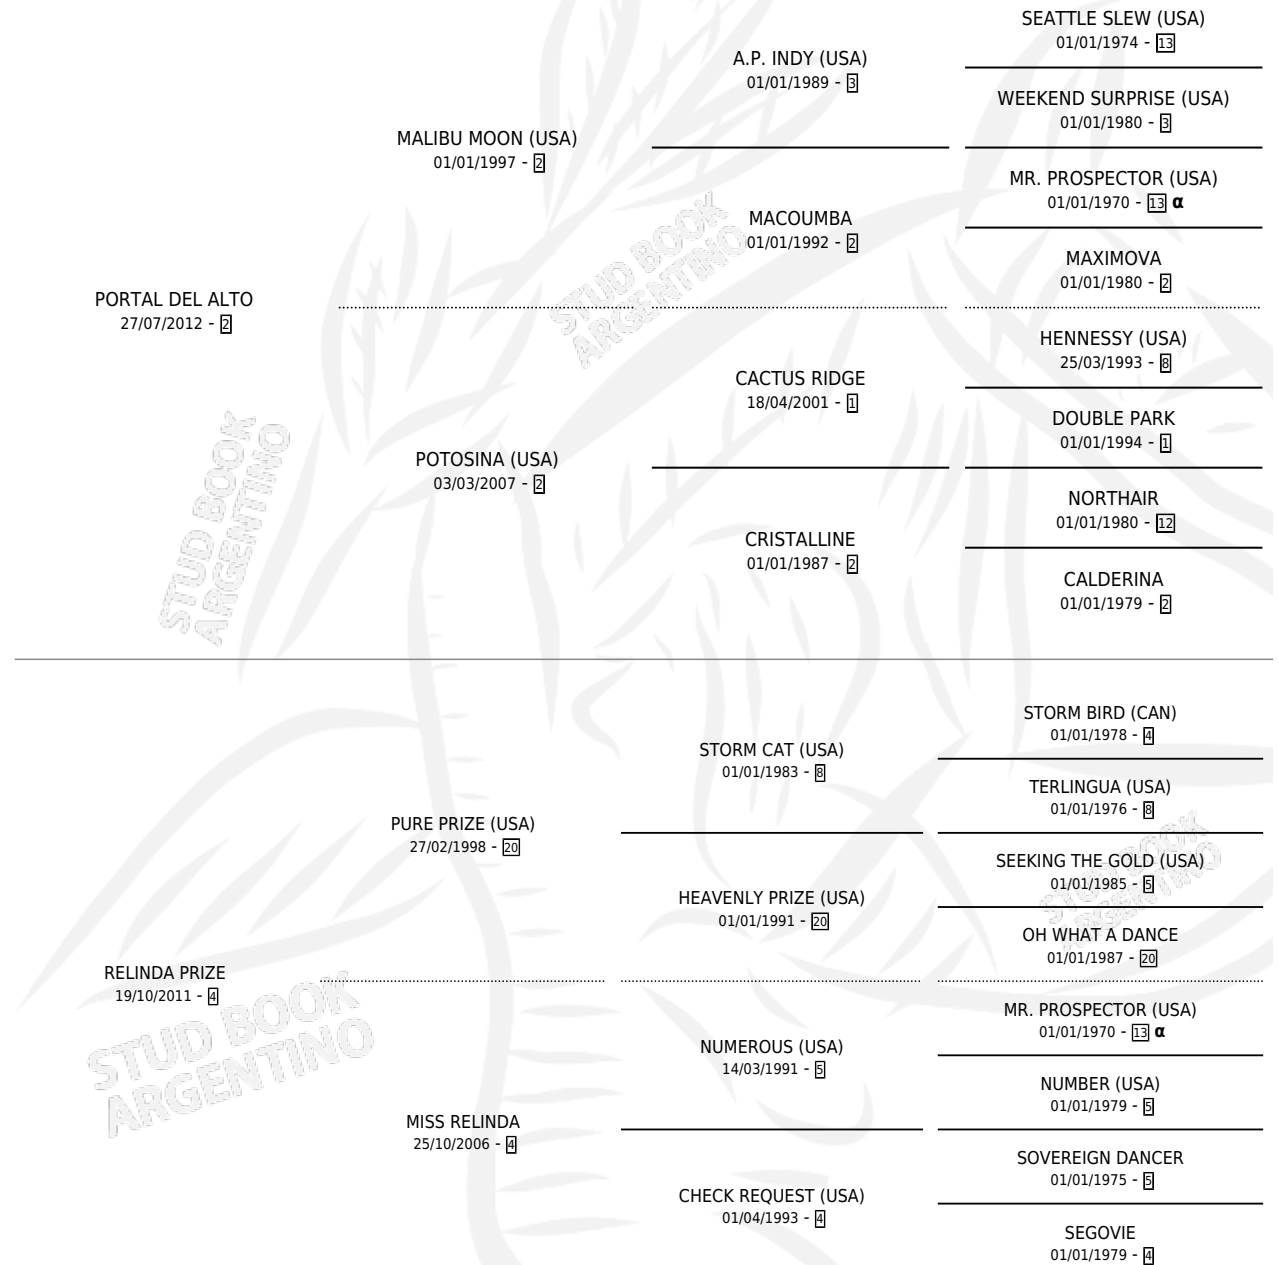 SEATTLE SLEW (USA)
01/01/1974 - 13
A.P. INDY (USA)
01/01/1989 - 3
WEEKEND SURPRISE (USA)
01/01/1980 - 3
MALIBU MOON (USA)
01/01/1997 - 2
MR. PROSPECTOR (USA)
01/01/1970 - 13 α
MACOUMBA
01/01/1992 - 2
MAXIMOVA
01/01/1980 - 2
PORTAL DEL ALTO
27/07/2012 - 2
HENNESSY (USA)
25/03/1993 - 8
CACTUS RIDGE
18/04/2001 - 1
DOUBLE PARK
01/01/1994 - 1
POTOSINA (USA)
03/03/2007 - 2
NORTHAIR
01/01/1980 - 12
CRISTALLINE
01/01/1987 - 2
CALDERINA
01/01/1979 - 2
STORM BIRD (CAN)
01/01/1978 - 4
STORM CAT (USA)
01/01/1983 - 8
TERLINGUA (USA)
01/01/1976 - 8
PURE PRIZE (USA)
27/02/1998 - 20
SEEKING THE GOLD (USA)
01/01/1985 - 5
HEAVENLY PRIZE (USA)
01/01/1991 - 20
OH WHAT A DANCE
01/01/1987 - 20
RELINDA PRIZE
19/10/2011 - 4
MR. PROSPECTOR (USA)
01/01/1970 - 13 α
NUMEROUS (USA)
14/03/1991 - 5
NUMBER (USA)
01/01/1979 - 5
MISS RELINDA
25/10/2006 - 4
SOVEREIGN DANCER
01/01/1975 - 5
CHECK REQUEST (USA)
01/04/1993 - 4
SEGOVIE
01/01/1979 - 4
STUD BOOK
ARGENTINO
STUD BOOK
ARGENTINO
STUD BOOK
ARGENTINO
STUD BOOK
ARGENTINO